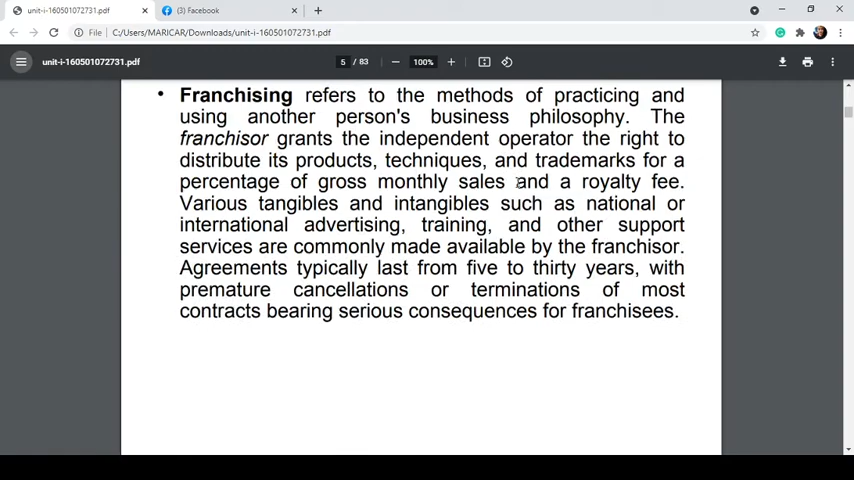 unit-i-160501072731.pdf
(3) Facebook
File
C:/Users/MARICAR/Downloads/unit-i-160501072731.pdf
unit-i-160501072731.pdf
5 / 83
100%
• Franchising refers to the methods of practicing and
using another person's business philosophy. The
franchisor grants the independent operator the right to
distribute its products, techniques, and trademarks for a
percentage of gross monthly sales and a royalty fee.
Various tangibles and intangibles such as national or
international advertising, training, and other support
services are commonly made available by the franchisor.
Agreements typically last from five to thirty years, with
premature cancellations or terminations of most
contracts bearing serious consequences for franchisees.